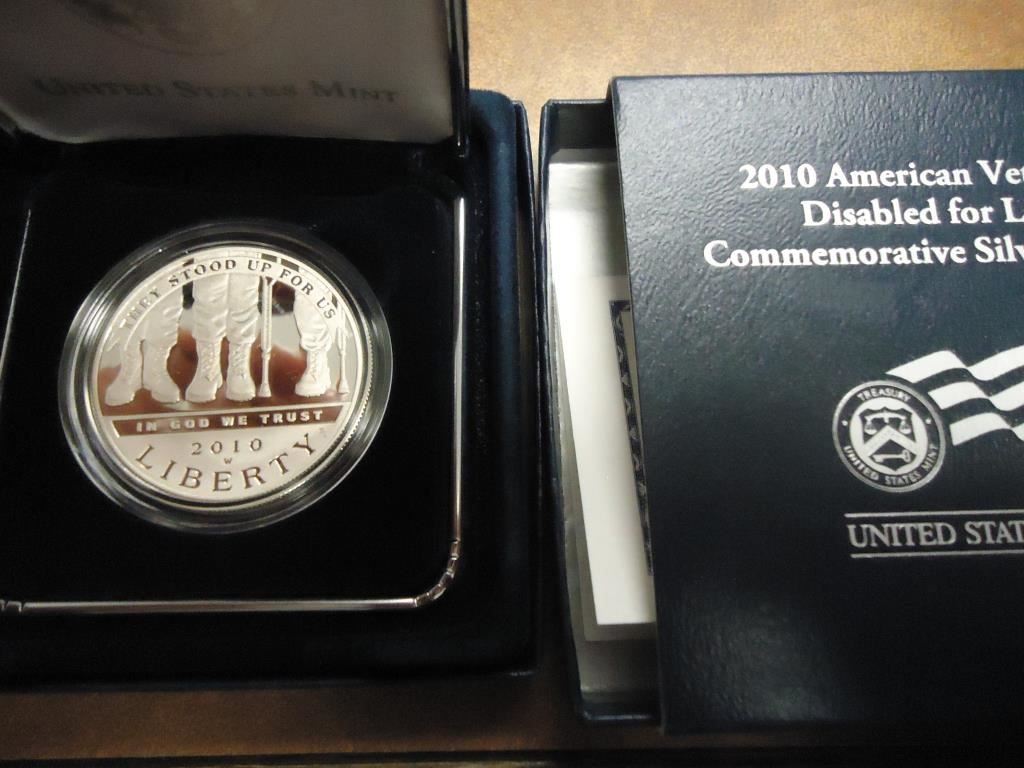 UNITED STATES MINT
THEY STOOD UP FOR US
IN GOD WE TRUST
2010
W
LIBERTY
2010 American Vet
Disabled for L
Commemorative Silv
TREASURY
UNITED STATES MINT
UNITED STAT